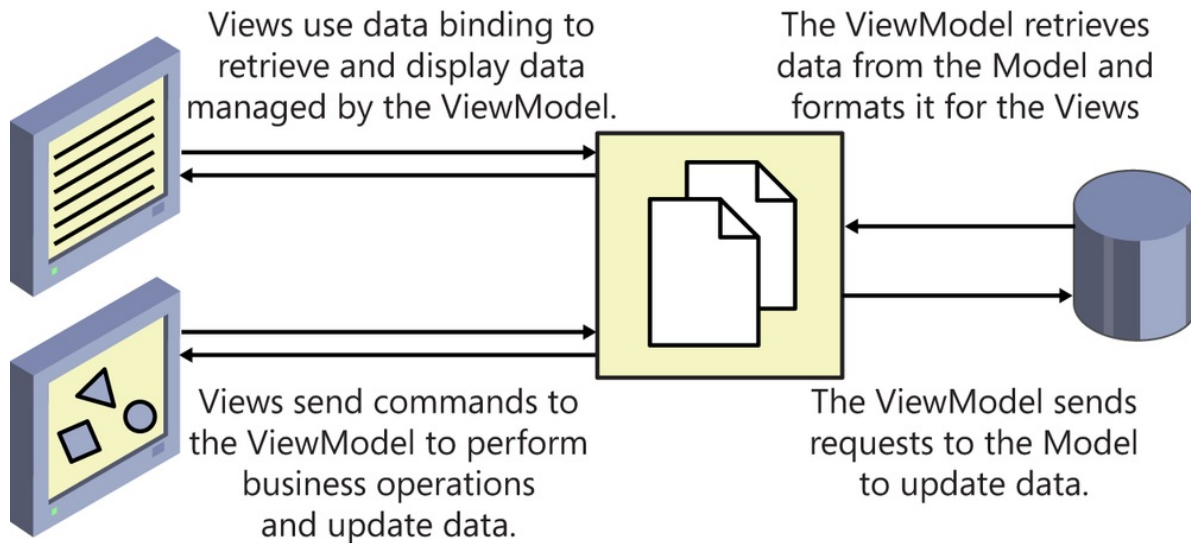 Views use data binding to
retrieve and display data
managed by the ViewModel.
The ViewModel retrieves
data from the Model and
formats it for the Views
Views send commands to
the ViewModel to perform
business operations
and update data.
The ViewModel sends
requests to the Model
to update data.